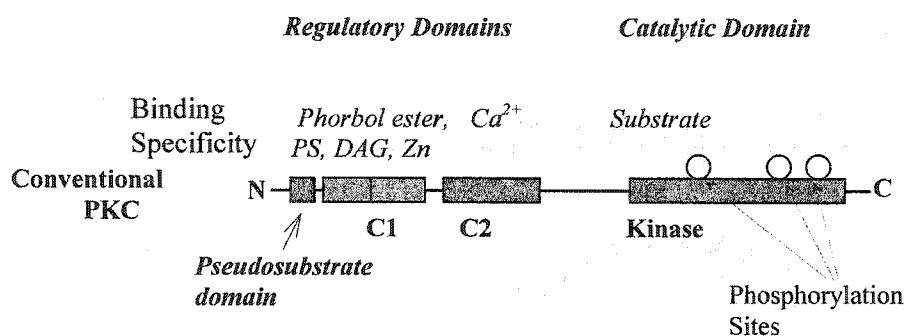 Regulatory Domains Catalytic Domain
Binding Specificity
Phorbol ester, Ca²⁺ Substrate
PS, DAG, Zn
Conventional PKC
N C
C1 C2 Kinase
Pseudosubstrate domain
Phosphorylation Sites